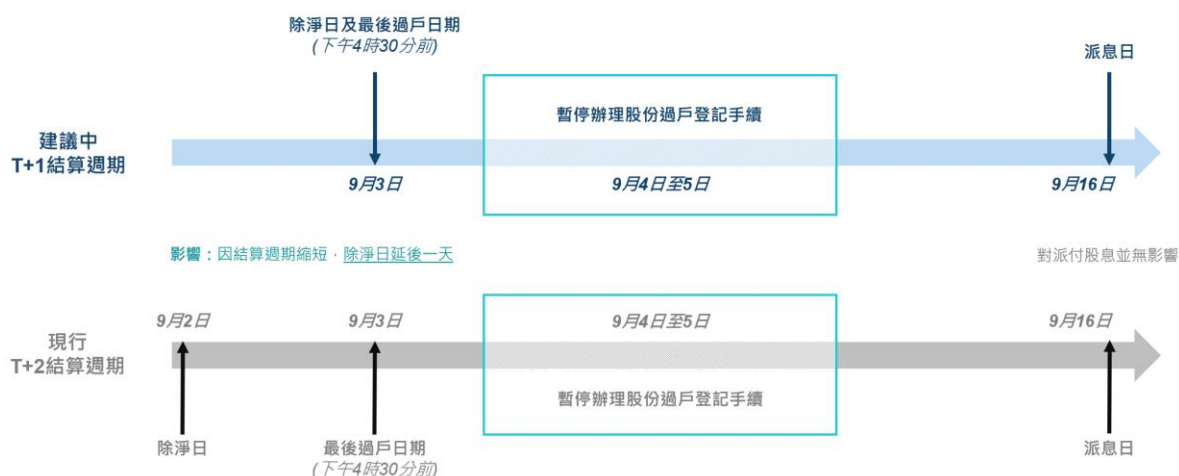 除淨日及最後過戶日期
(下午4時30分前)
派息日
暫停辦理股份過戶登記手續
建議中
T+1結算週期
9月3日
9月4日至5日
9月16日
影響：因結算週期縮短，除淨日延後一天
對派付股息並無影響
9月2日
9月3日
9月4日至5日
9月16日
現行
T+2結算週期
暫停辦理股份過戶登記手續
除淨日
最後過戶日期
(下午4時30分前)
派息日